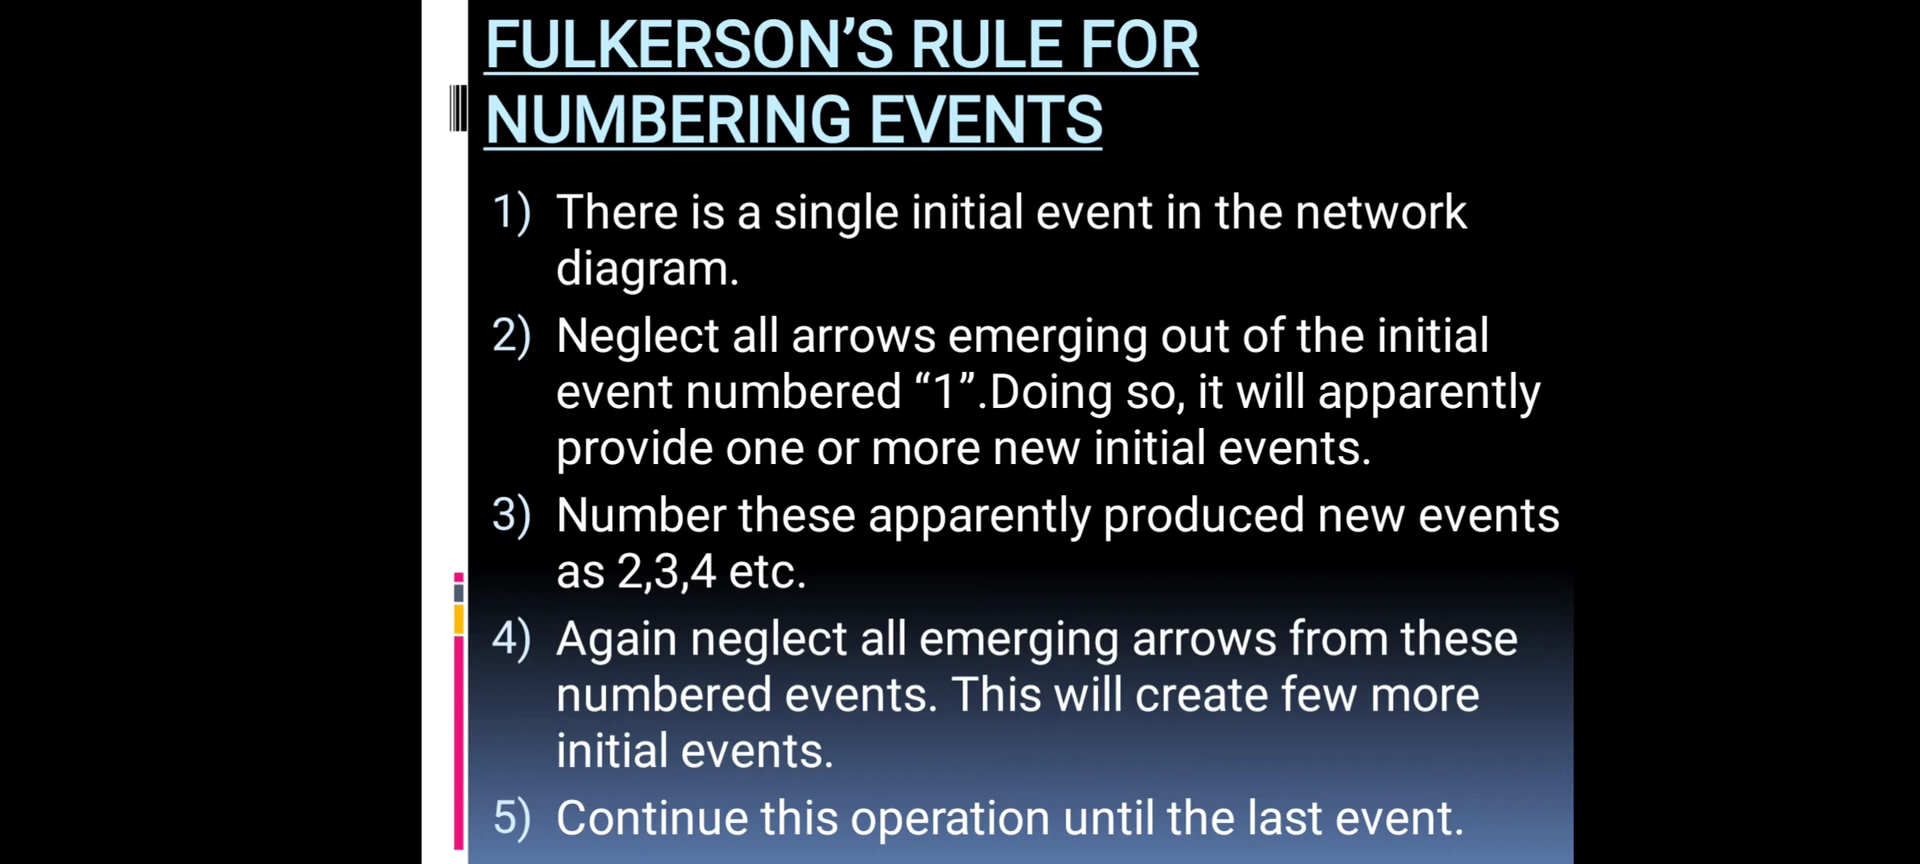 FULKERSON’S RULE FOR
NUMBERING EVENTS
1) There is a single initial event in the network
diagram.
2) Neglect all arrows emerging out of the initial
event numbered “1”.Doing so, it will apparently
provide one or more new initial events.
3) Number these apparently produced new events
as 2,3,4 etc.
4) Again neglect all emerging arrows from these
numbered events. This will create few more
initial events.
5) Continue this operation until the last event.